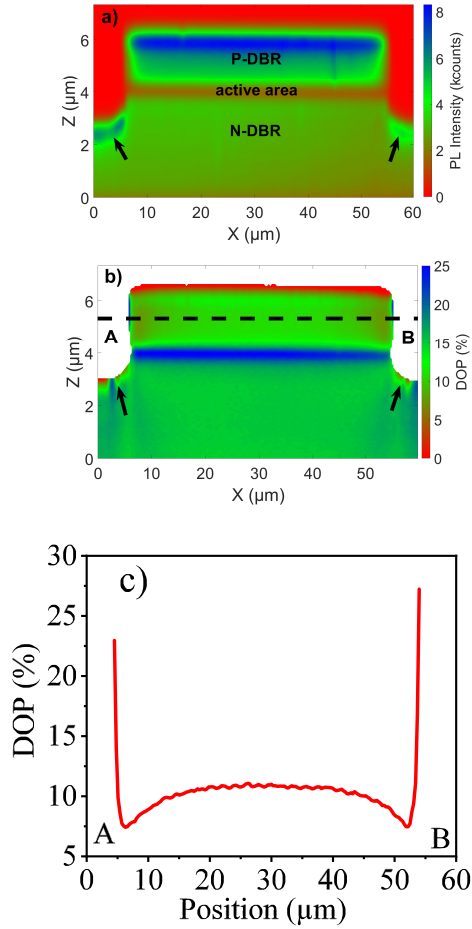 a)
P-DBR
active area
N-DBR
6
4
2
0
Z (µm)
0 10 20 30 40 50 60
X (µm)
8
6
4
2
0
PL Intensity (kcounts)
b)
A
B
6
4
2
0
Z (µm)
0 10 20 30 40 50
X (µm)
25
20
15
10
5
0
DOP (%)
c)
30
25
20
15
10
5
DOP (%)
A
B
0 10 20 30 40 50 60
Position (µm)